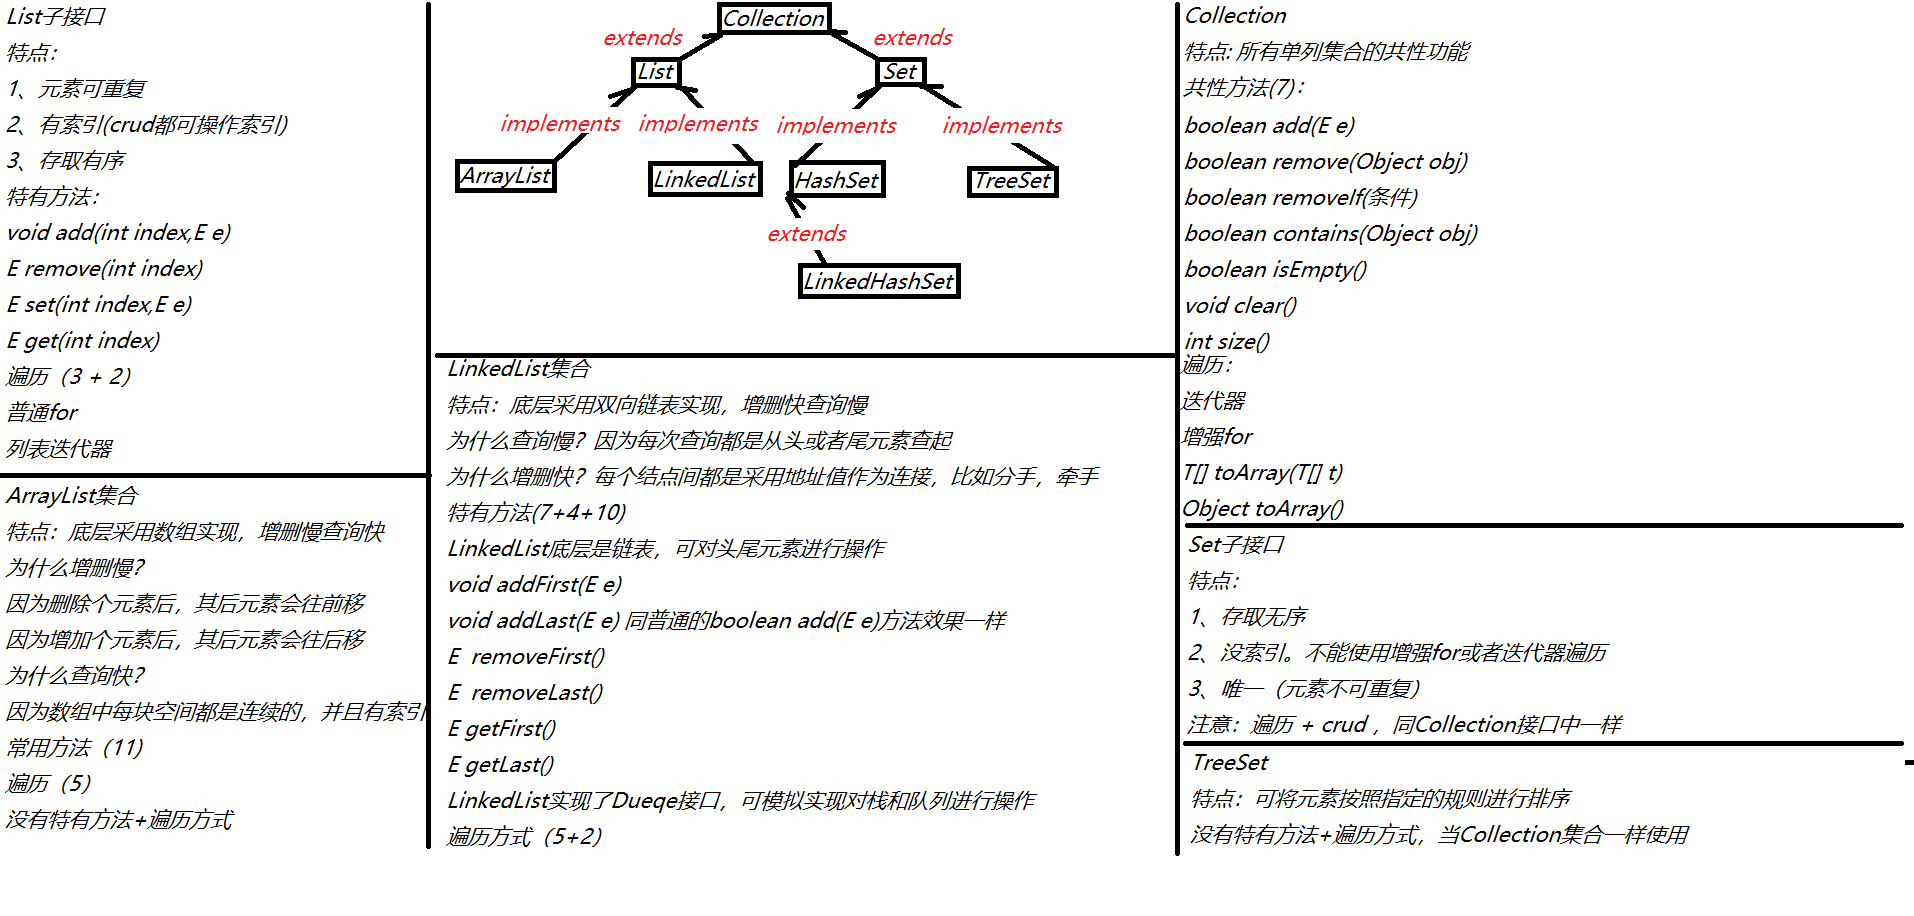 List子接口
特点：
1、元素可重复
2、有索引(crud都可操作索引)
3、存取有序
特有方法：
void add(int index,E e)
E remove(int index)
E set(int index,E e)
E get(int index)
遍历（3 + 2）
普通for
列表迭代器
ArrayList集合
特点：底层采用数组实现，增删慢查询快
为什么增删慢？
因为删除个元素后，其后元素会往前移
因为增加个元素后，其后元素会往后移
为什么查询快？
因为数组中每块空间都是连续的，并且有索引
常用方法（11）
遍历（5）
没有特有方法+遍历方式
Collection
extends extends
List Set
implements implements implements implements
ArrayList LinkedList HashSet TreeSet
extends
LinkedHashSet
LinkedList集合
特点：底层采用双向链表实现，增删快查询慢
为什么查询慢？因为每次查询都是从头或者尾元素查起
为什么增删快？每个结点间都是采用地址值作为连接，比如分手，牵手
特有方法(7+4+10)
LinkedList底层是链表，可对头尾元素进行操作
void addFirst(E e)
void addLast(E e) 同普通的boolean add(E e)方法效果一样
E  removeFirst()
E  removeLast()
E getFirst()
E getLast()
LinkedList实现了Dueqe接口，可模拟实现对栈和队列进行操作
遍历方式（5+2）
Collection
特点: 所有单列集合的共性功能
共性方法(7)：
boolean add(E e)
boolean remove(Object obj)
boolean removeIf(条件)
boolean contains(Object obj)
boolean isEmpty()
void clear()
int size()
遍历：
迭代器
增强for
T[] toArray(T[] t)
Object toArray()
Set子接口
特点：
1、存取无序
2、没索引。不能使用增强for或者迭代器遍历
3、唯一（元素不可重复）
注意：遍历 + crud ，同Collection接口中一样
TreeSet
特点：可将元素按照指定的规则进行排序
没有特有方法+遍历方式，当Collection集合一样使用